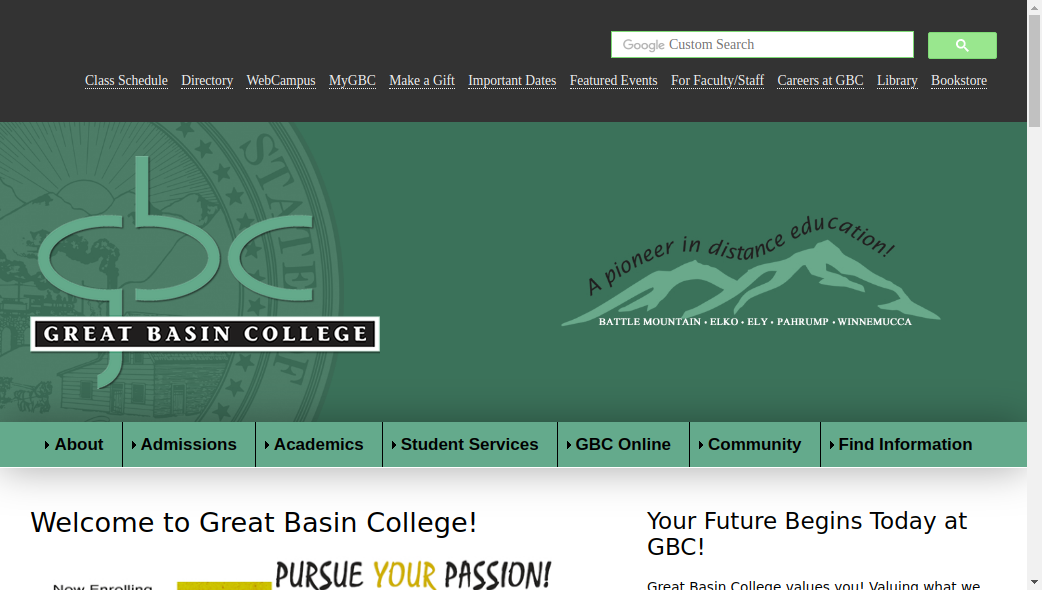 Google Custom Search
Class Schedule Directory WebCampus MyGBC Make a Gift Important Dates Featured Events For Faculty/Staff Careers at GBC Library Bookstore
STATE OF
gbc
GREAT BASIN COLLEGE
A pioneer in distance education!
BATTLE MOUNTAIN • ELKO • ELY • PAHRUMP • WINNEMUCCA
About Admissions Academics Student Services GBC Online Community Find Information
Welcome to Great Basin College!
PURSUE YOUR PASSION!
Now Enrolling
Your Future Begins Today at
GBC!
Great Basin College values you! Valuing what we